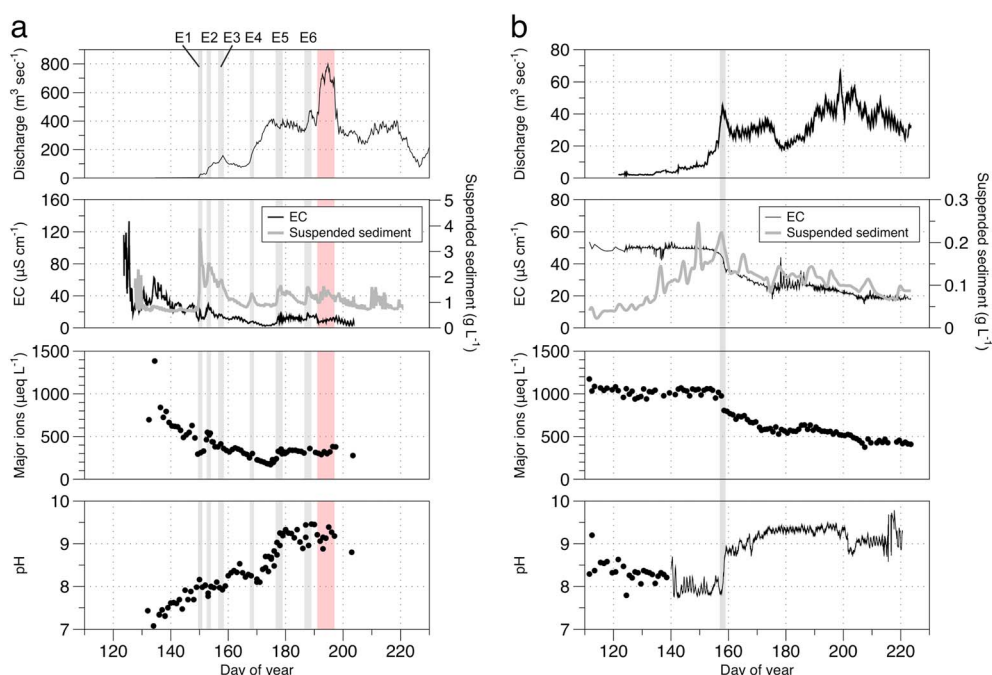 a
E1 E2 E3 E4 E5 E6
Discharge (m³ sec⁻¹)
800
600
400
200
0
EC (µS cm⁻¹)
160
120
80
40
0
EC
Suspended sediment
5
4
3
2
1
0
Suspended sediment (g L⁻¹)
Major ions (µeq L⁻¹)
1500
1000
500
0
pH
10
9
8
7
120 140 160 180 200 220
Day of year
b
Discharge (m³ sec⁻¹)
80
60
40
20
0
EC (µS cm⁻¹)
80
60
40
20
0
EC
Suspended sediment
0.3
0.2
0.1
0
Suspended sediment (g L⁻¹)
Major ions (µeq L⁻¹)
1500
1000
500
0
pH
10
9
8
7
120 140 160 180 200 220
Day of year